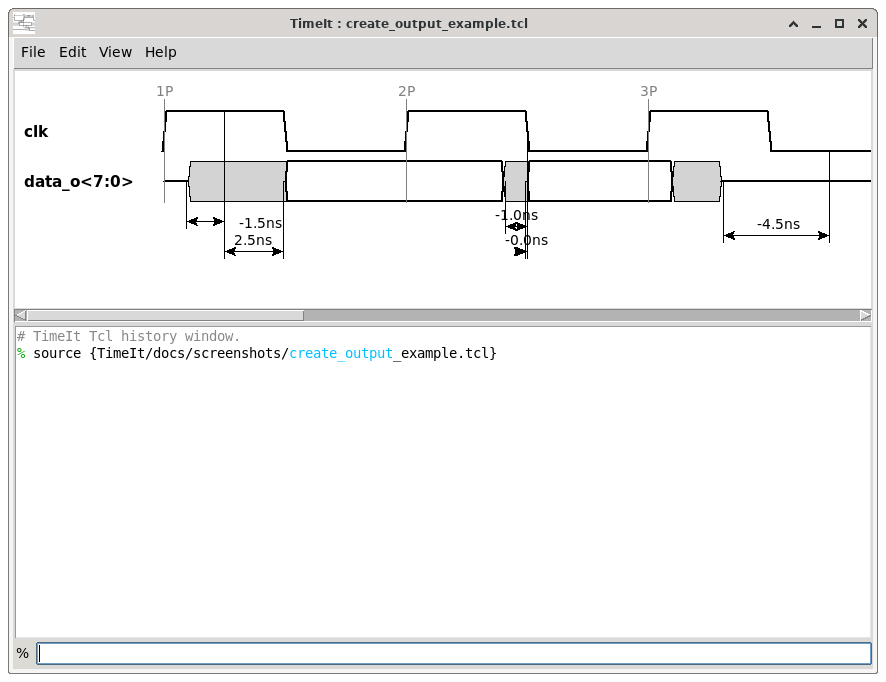 TimeIt : create_output_example.tcl
File Edit View Help
1P 2P 3P
clk
data_o<7:0>
-1.5ns -1.0ns -4.5ns
2.5ns -0.0ns
# TimeIt Tcl history window.
% source {TimeIt/docs/screenshots/create_output_example.tcl}
%